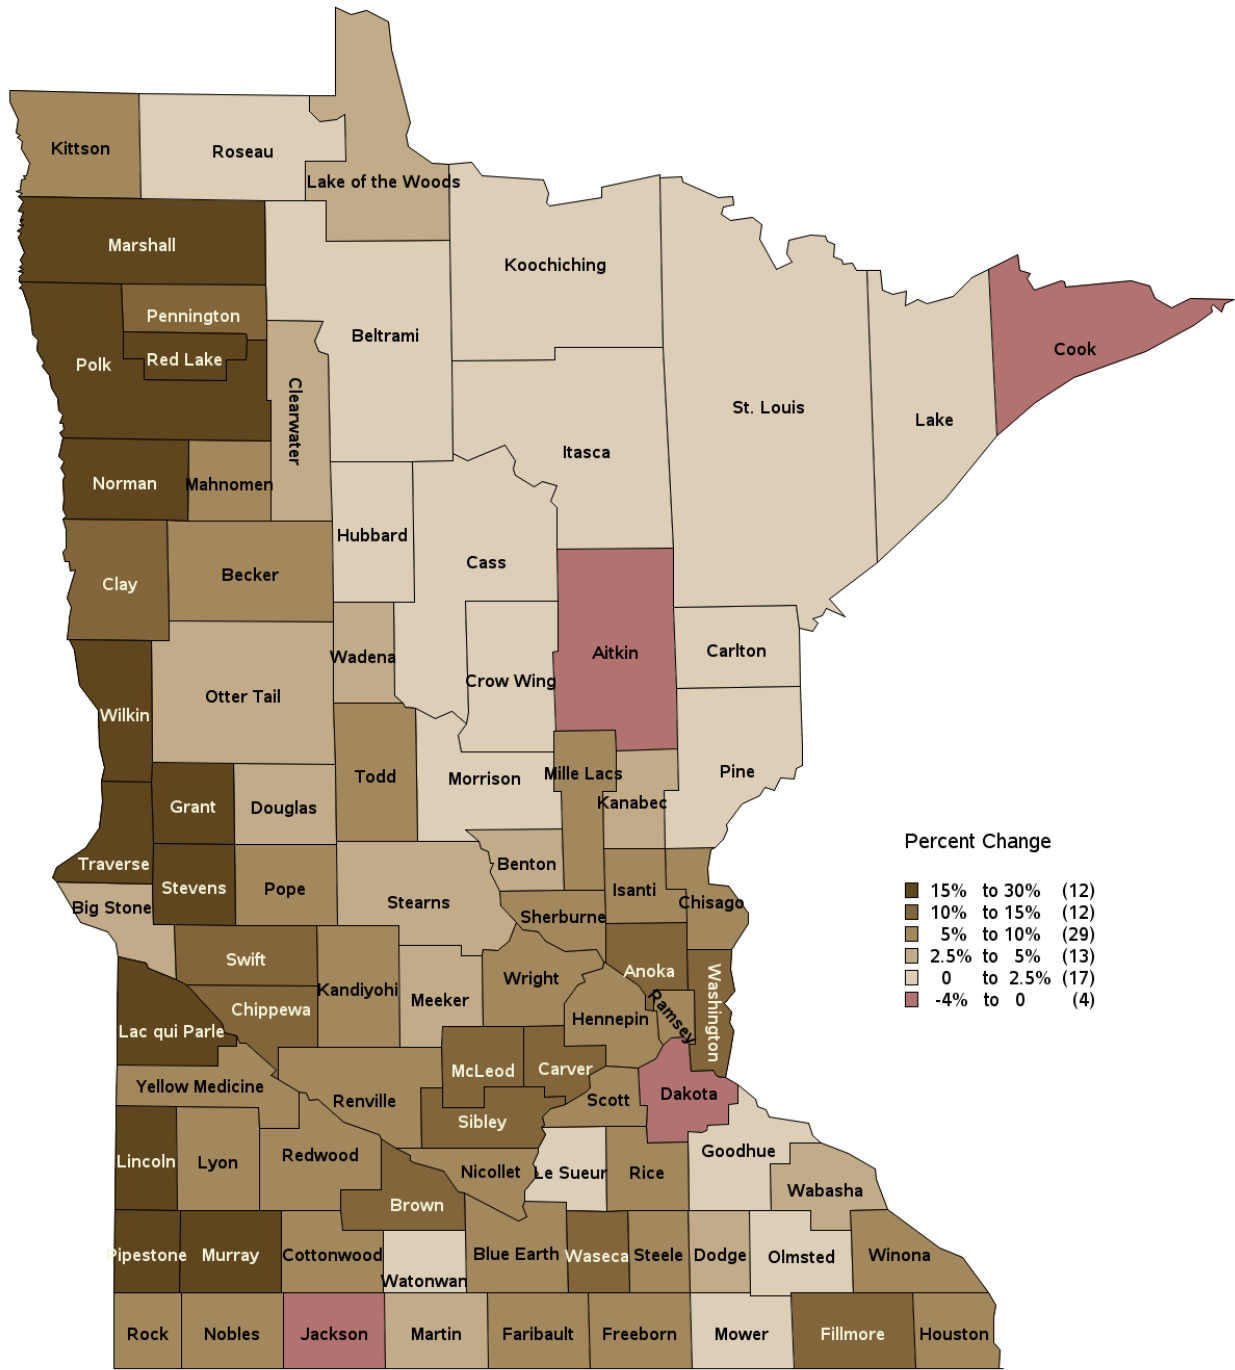 Kittson
Roseau
Lake of the Woods
Marshall
Koochiching
Pennington
Beltrami
Cook
Red Lake
Polk
Clearwater
St. Louis
Lake
Itasca
Norman
Mahnomen
Hubbard
Cass
Becker
Clay
Aitkin
Carlton
Wadena
Crow Wing
Otter Tail
Wilkin
Pine
Mille Lacs
Todd
Morrison
Kanabec
Grant
Douglas
Percent Change
Traverse
Benton
Stevens
Pope
Isanti
15% to 30% (12)
Big Stone
Stearns
Chisago
10% to 15% (12)
Sherburne
5% to 10% (29)
Swift
2.5% to 5% (13)
Anoka
Wright
0 to 2.5% (17)
Kandiyohi
Meeker
-4% to 0 (4)
Chippewa
Washington
Ramsey
Hennepin
Lac qui Parle
McLeod
Carver
Yellow Medicine
Dakota
Renville
Scott
Sibley
Goodhue
Redwood
Lincoln
Lyon
Nicollet
Le Sueur
Rice
Wabasha
Brown
Pipestone
Murray
Cottonwood
Blue Earth
Waseca
Steele
Dodge
Olmsted
Winona
Watonwan
Rock
Nobles
Jackson
Martin
Faribault
Freeborn
Mower
Fillmore
Houston